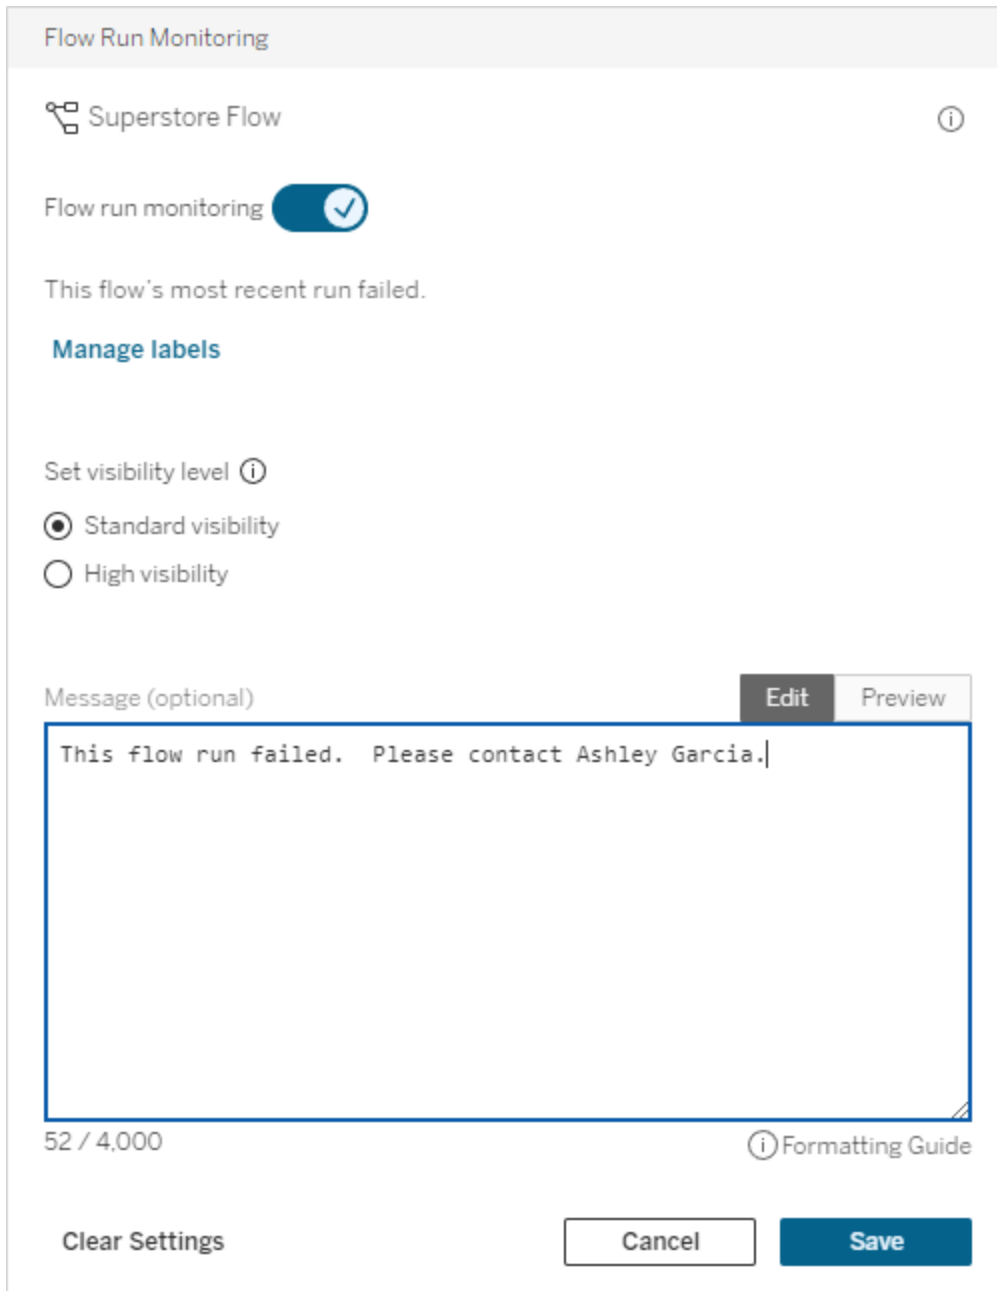 Flow Run Monitoring
Superstore Flow
Flow run monitoring
This flow's most recent run failed.
Manage labels
Set visibility level
Standard visibility
High visibility
Message (optional)
Edit
Preview
This flow run failed.  Please contact Ashley Garcia.
52 / 4,000
Formatting Guide
Clear Settings
Cancel
Save